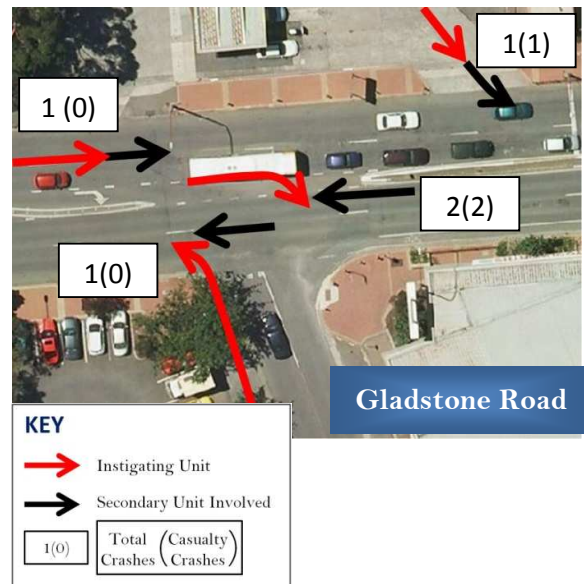 1(1)
1 (0)
2(2)
1(0)
Gladstone Road
KEY
Instigating Unit
Secondary Unit Involved
1(0) Total Crashes (Casualty Crashes)